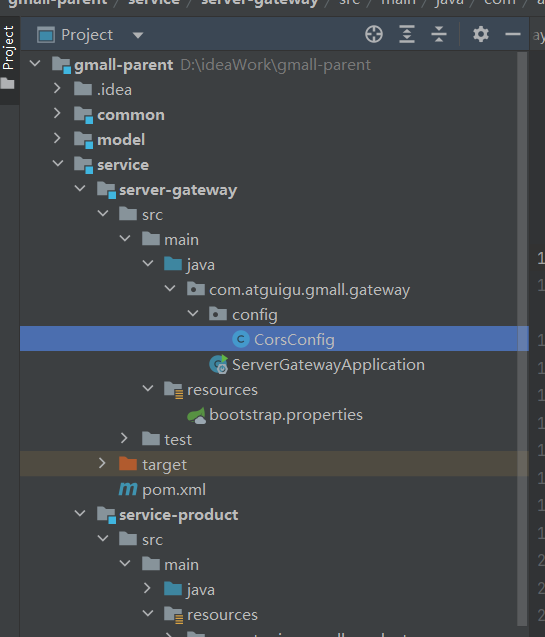 gmall-parent / service / server-gateway / src / main / java / com / a
Project
Project
gmall-parent D:\ideaWork\gmall-parent
.idea
common
model
service
server-gateway
src
main
java
com.atguigu.gmall.gateway
config
CorsConfig
ServerGatewayApplication
resources
bootstrap.properties
test
target
pom.xml
service-product
src
main
java
resources